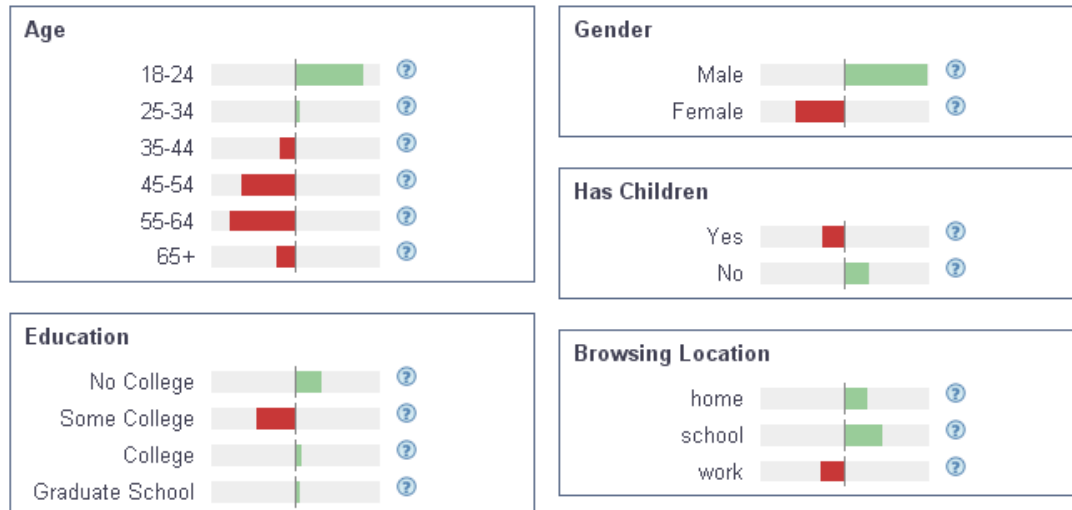 Age
18-24 ?
25-34 ?
35-44 ?
45-54 ?
55-64 ?
65+ ?
Education
No College ?
Some College ?
College ?
Graduate School ?
Gender
Male ?
Female ?
Has Children
Yes ?
No ?
Browsing Location
home ?
school ?
work ?